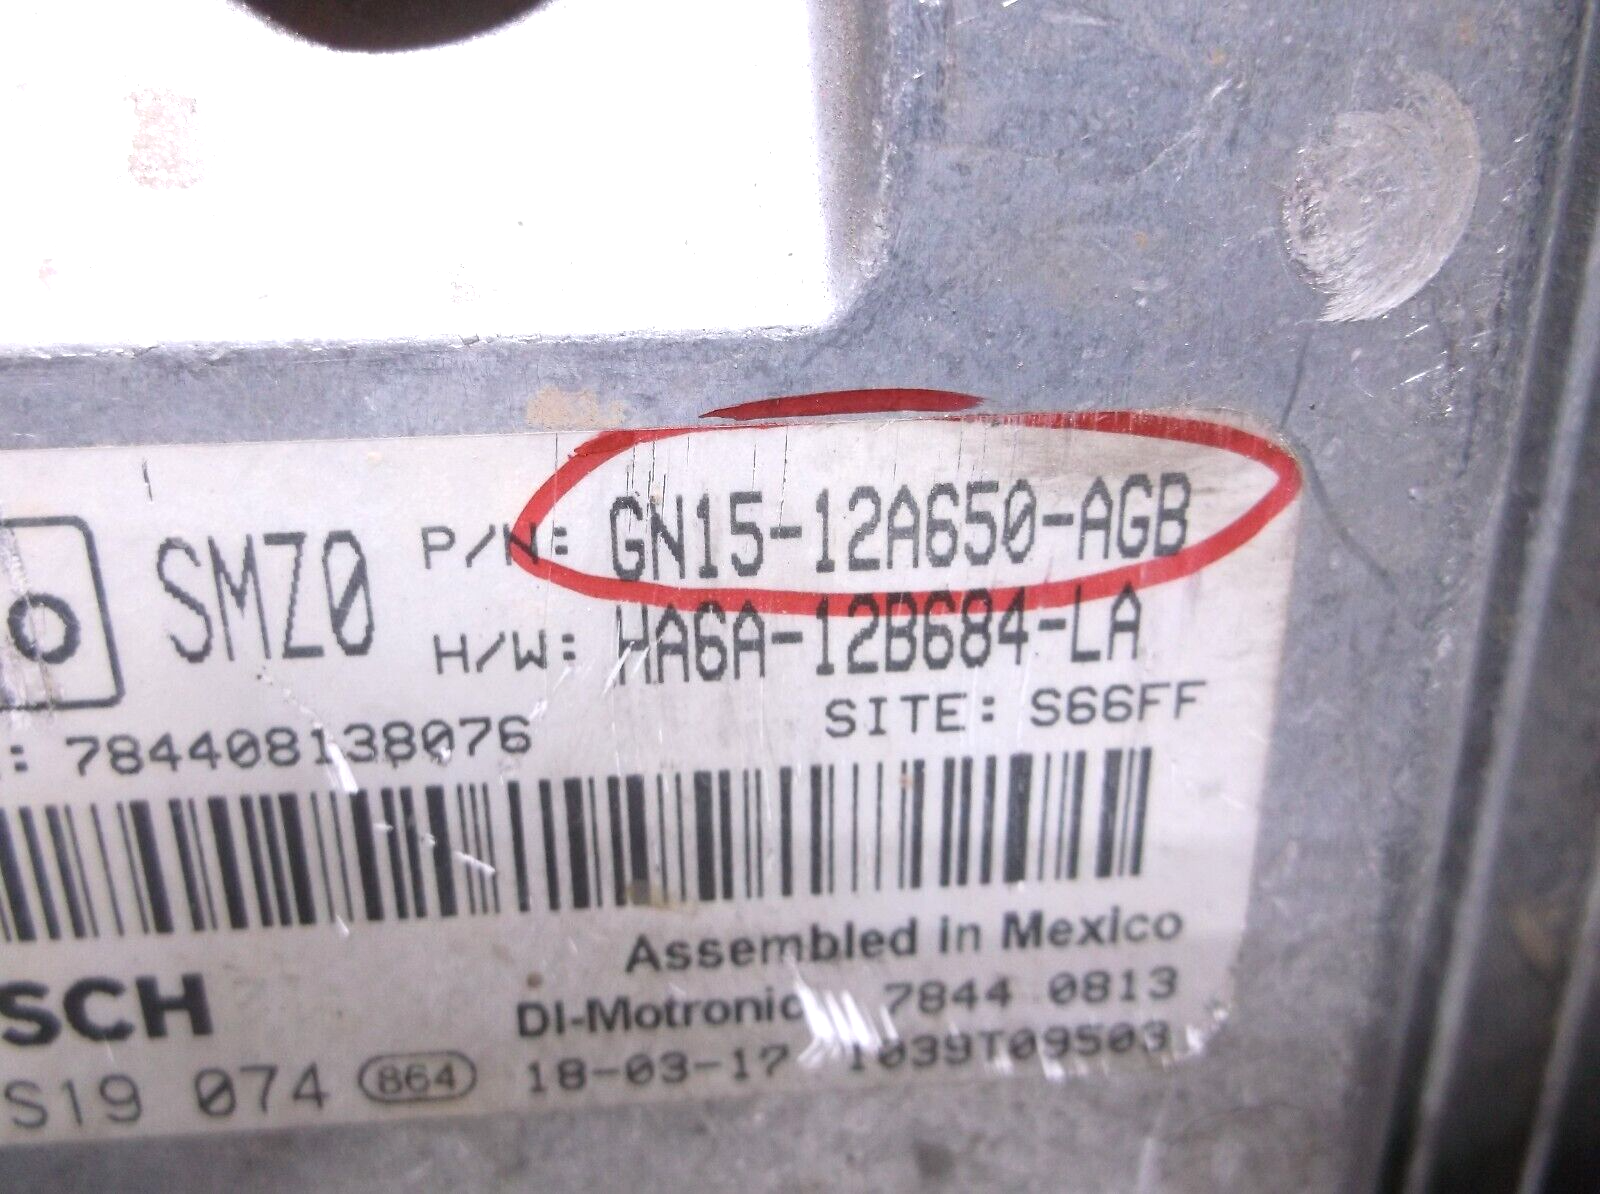 SMZ0 P/N: GN15-12A650-AGB
H/W: HA6A-12B684-LA
SITE: S66FF
: 784408138076
Assembled in Mexico
SCH DI-Motronic 7844 0813
S19 074 864 18-03-17 1039T09503